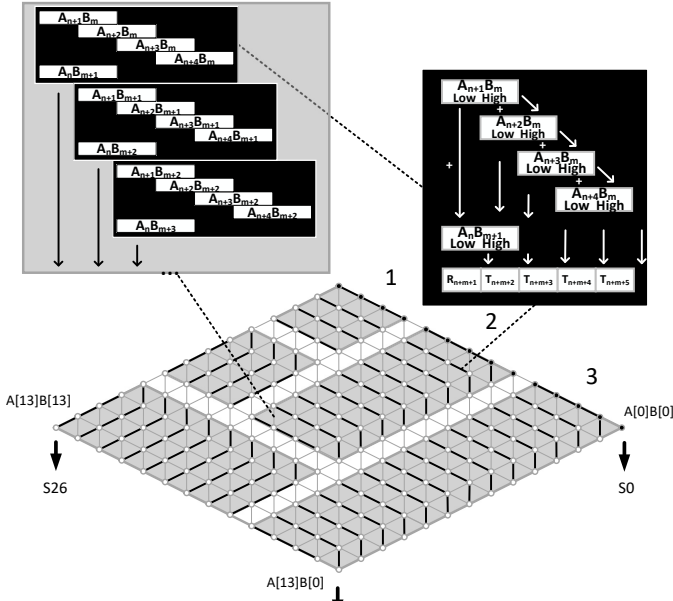 Aₙ₊₁Bₘ
Aₙ₊₂Bₘ
Aₙ₊₃Bₘ
Aₙ₊₄Bₘ
AₙBₘ₊₁
Aₙ₊₁Bₘ₊₁
Aₙ₊₂Bₘ₊₁
Aₙ₊₃Bₘ₊₁
Aₙ₊₄Bₘ₊₁
AₙBₘ₊₂
Aₙ₊₁Bₘ₊₂
Aₙ₊₂Bₘ₊₂
Aₙ₊₃Bₘ₊₂
Aₙ₊₄Bₘ₊₂
AₙBₘ₊₃
...
Aₙ₊₁Bₘ
Low High
+
Aₙ₊₂Bₘ
Low High
+
Aₙ₊₃Bₘ
Low High
+
+
Aₙ₊₄Bₘ
Low High
AₙBₘ₊₁
Low High
Rₙ₊ₘ₊₁ Tₙ₊ₘ₊₂ Tₙ₊ₘ₊₃ Tₙ₊ₘ₊₄ Tₙ₊ₘ₊₅
1
2
3
A[13]B[13]
A[0]B[0]
S26
S0
A[13]B[0]